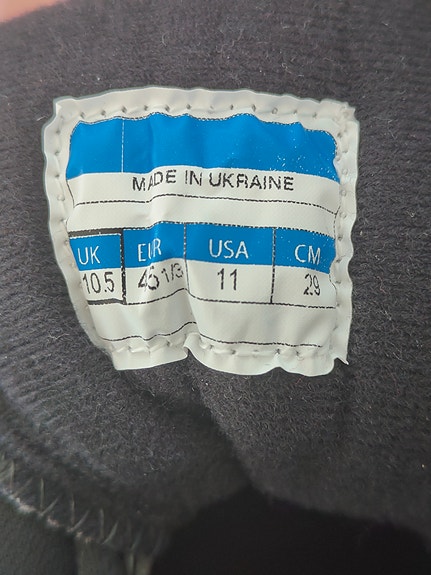 MADE IN UKRAINE
UK EUR USA CM
10.5 45 1/3 11 29